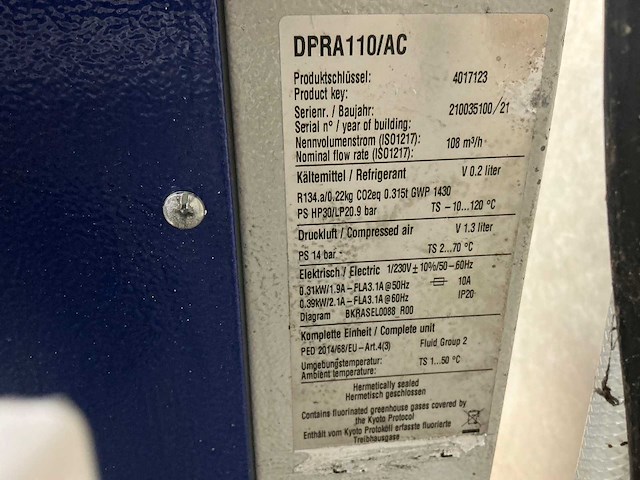 DPRA110/AC
Produktschlüssel: 4017123
Product key:
Seriennr. / Baujahr: 210035100/21
Serial n° / year of building:
Nennvolumenstrom (ISO1217): 108 m³/h
Nominal flow rate (ISO1217):
Kältemittel / Refrigerant V 0.2 liter
R134.a/0.22kg CO2eq 0.315t GWP 1430
PS HP30/LP20.9 bar TS -10...120 °C
Druckluft / Compressed air V 1.3 liter
PS 14 bar TS 2...70 °C
Elektrisch / Electric 1/230V±10%/50-60Hz
0.31kW/1.9A-FLA3.1A@50Hz 10A
0.39kW/2.1A-FLA3.1A@60Hz IP20
Diagram BKRASEL0088_R00
Komplette Einheit / Complete unit
PED 2014/68/EU-Art.4(3) Fluid Group 2
Umgebungstemperatur: TS 1...50 °C
Ambient temperature:
Hermetically sealed
Hermetisch geschlossen
Contains fluorinated greenhouse gases covered by
the Kyoto Protocol
Enthält vom Kyoto Protokoll erfasste fluorierte
Treibhausgase